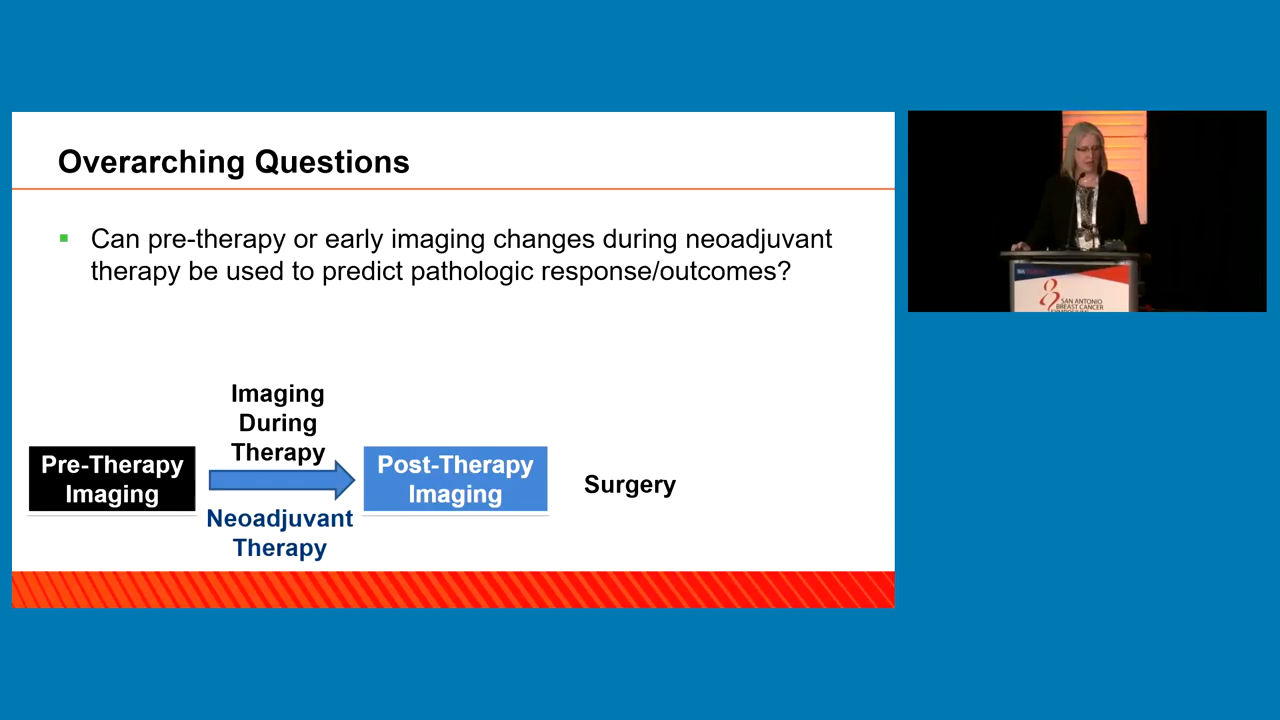 Overarching Questions
Can pre-therapy or early imaging changes during neoadjuvant
therapy be used to predict pathologic response/outcomes?
Imaging
During
Therapy
Pre-Therapy
Imaging
Neoadjuvant
Therapy
Post-Therapy
Imaging
Surgery
SAN ANTONIO
BREAST CANCER
SYMPOSIUM